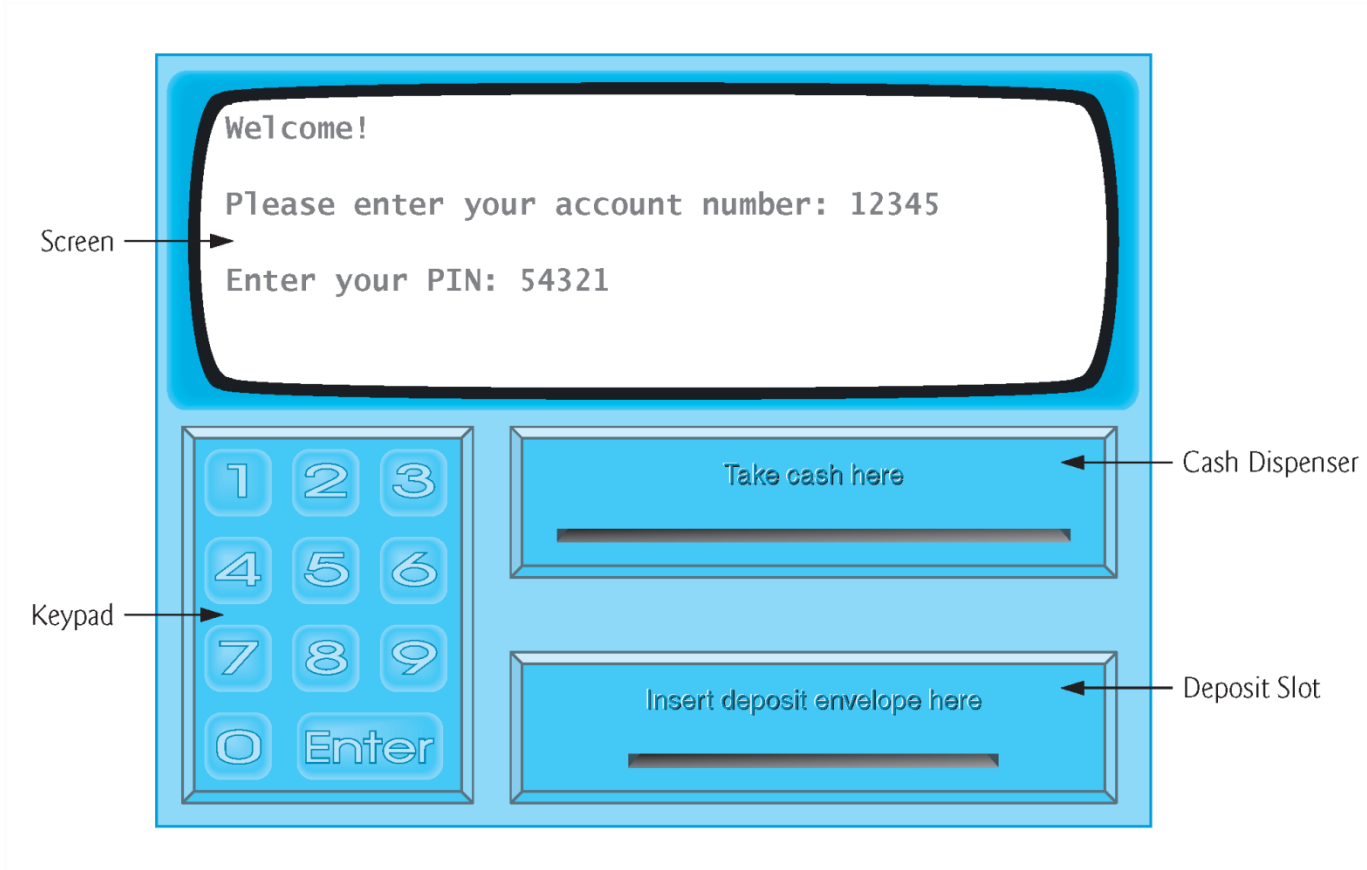 Welcome!
Please enter your account number: 12345
Screen
Enter your PIN: 54321
1 2 3
Take cash here
Cash Dispenser
4 5 6
Keypad
7 8 9
Insert deposit envelope here
Deposit Slot
0 Enter